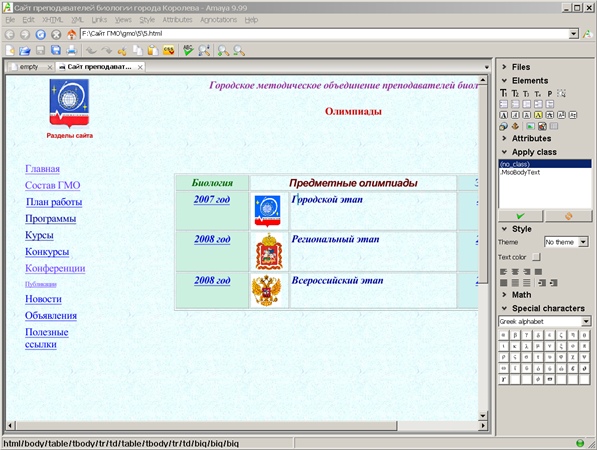 Сайт преподавателей биологии города Королева - Amaya 9.99
File Edit XHTML XML Links Views Style Attributes Annotations Help
F:\Сайт ГМО\gmo\5\5.html
empty
Сайт преподават...
Городское методическое объединение преподавателей биол
Разделы сайта
Олимпиады
Главная
Состав ГМО
План работы
Программы
Курсы
Конкурсы
Конференции
Публикации
Новости
Объявления
Полезные
ссылки
Биология Предметные олимпиады Э
2007 год Городской этап
2008 год Региональный этап
2008 год Всероссийский этап
Files
Elements
Attributes
Apply class
(no_class)
.MsoBodyText
Style
Theme No theme
Text color
Math
Special characters
Greek alphabet
html/body/table/tbody/tr/td/table/tbody/tr/td/big/big/big